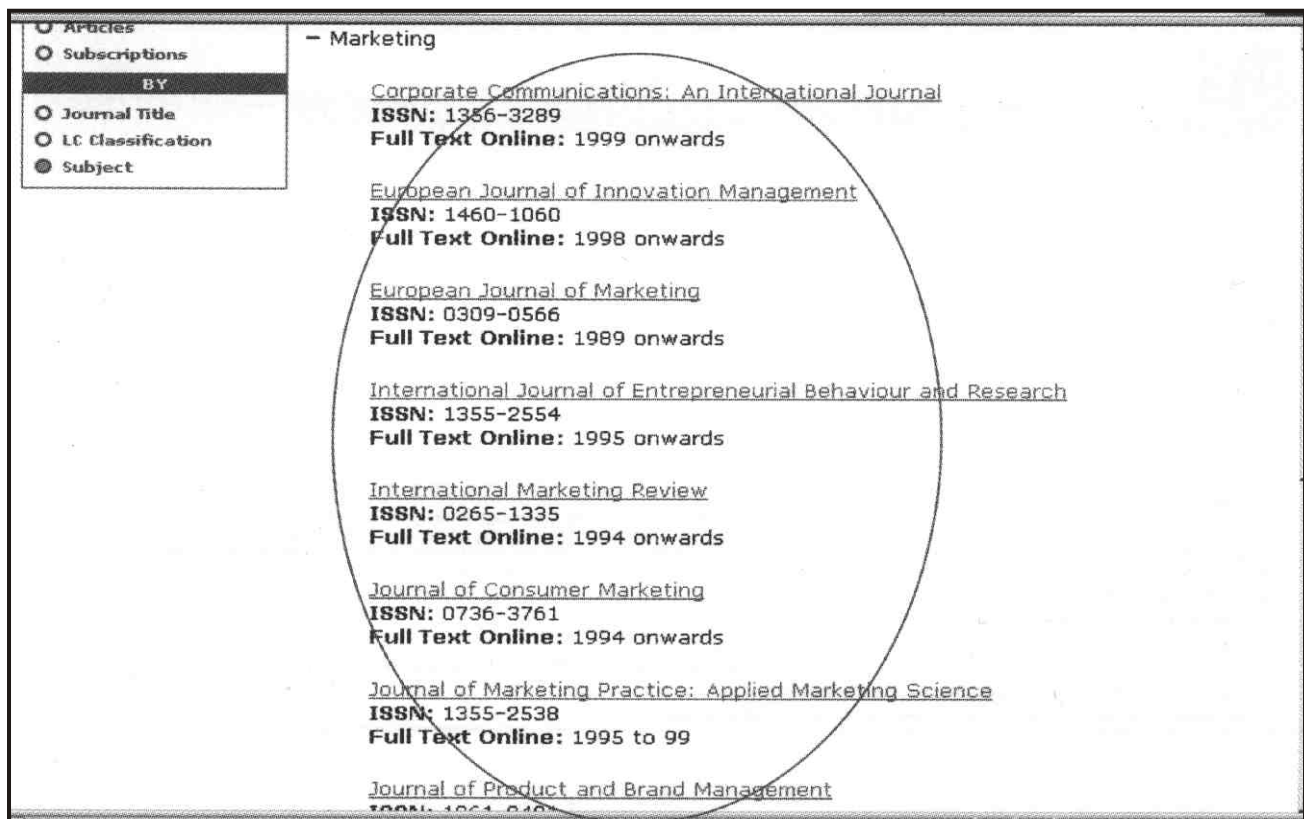 Articles
Subscriptions
BY
Journal Title
LC Classification
Subject
− Marketing
Corporate Communications: An International Journal
ISSN: 1356-3289
Full Text Online: 1999 onwards
European Journal of Innovation Management
ISSN: 1460-1060
Full Text Online: 1998 onwards
European Journal of Marketing
ISSN: 0309-0566
Full Text Online: 1989 onwards
International Journal of Entrepreneurial Behaviour and Research
ISSN: 1355-2554
Full Text Online: 1995 onwards
International Marketing Review
ISSN: 0265-1335
Full Text Online: 1994 onwards
Journal of Consumer Marketing
ISSN: 0736-3761
Full Text Online: 1994 onwards
Journal of Marketing Practice: Applied Marketing Science
ISSN: 1355-2538
Full Text Online: 1995 to 99
Journal of Product and Brand Management